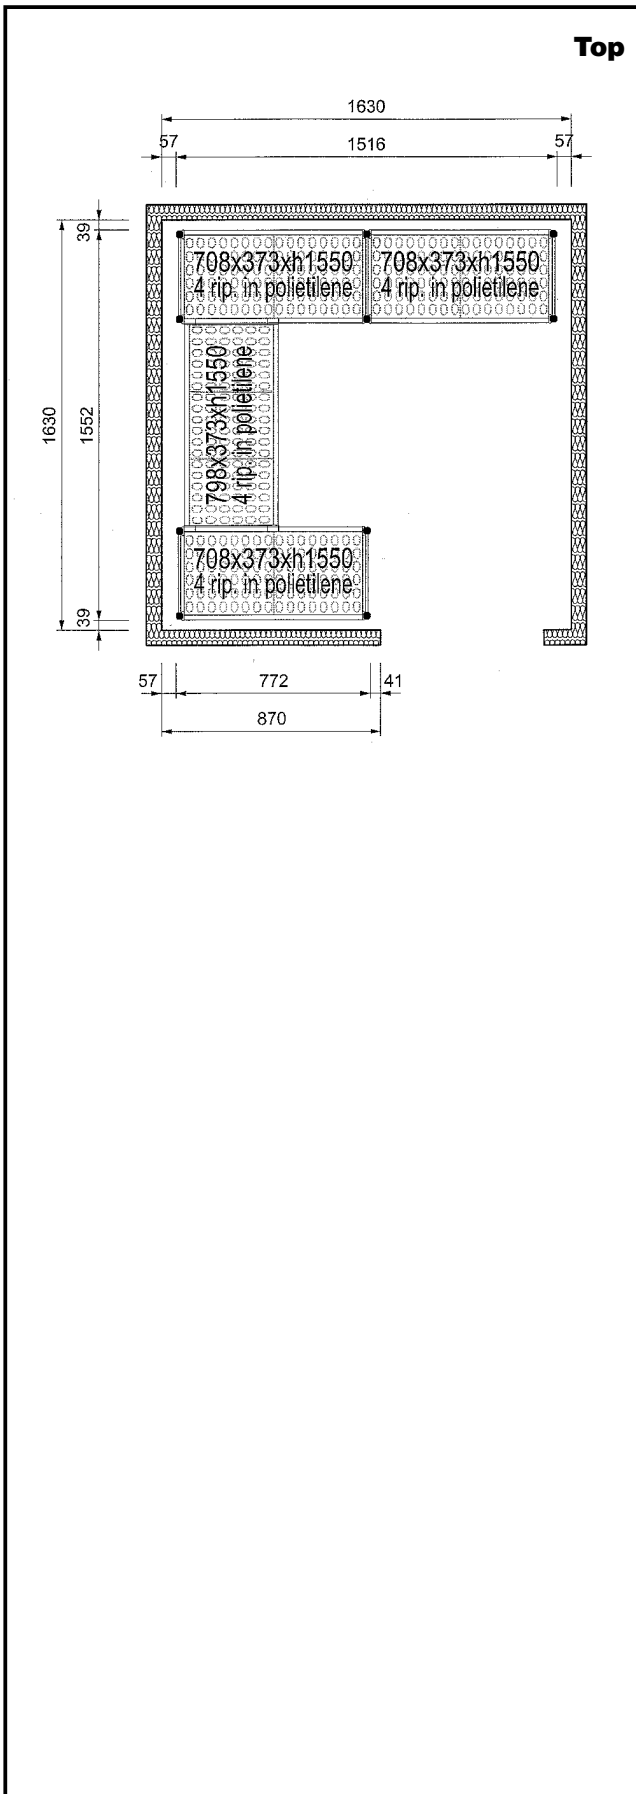 Top
1630
57 1516 57
39
708x373xh1550
4 rip. in polietilene
708x373xh1550
4 rip. in polietilene
1630
1552
798x373xh1550
4 rip. in polietilene
708x373xh1550
4 rip. in polietilene
39
57 772 41
870